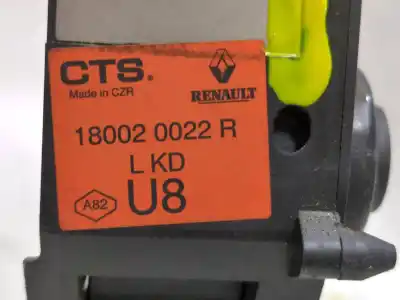 CTS.
Made in CZR
RENAULT
18002 0022 R
L KD
A82
U8